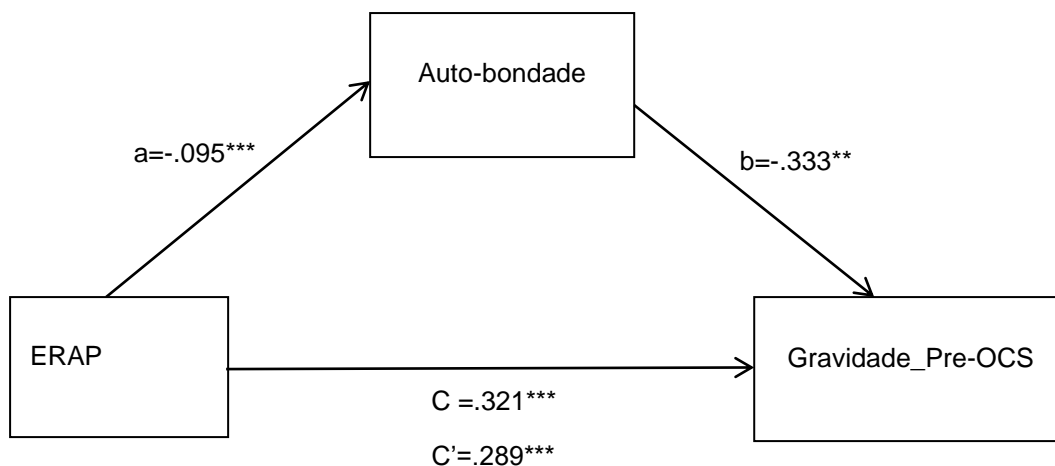 Auto-bondade
a=-.095***
b=-.333**
ERAP
Gravidade_Pre-OCS
C =.321***
C’=.289***